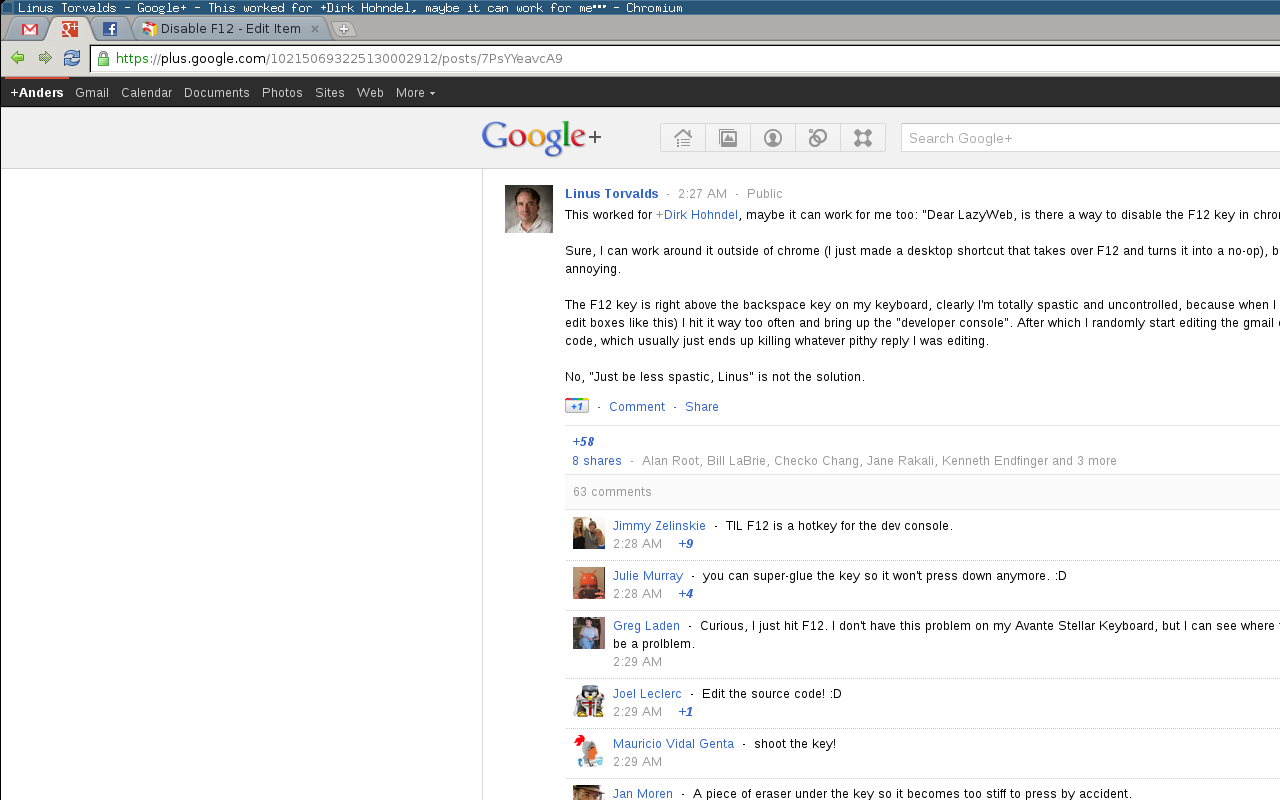 Linus Torvalds - Google+ - This worked for +Dirk Hohndel, maybe it can work for me••• - Chromium
Disable F12 - Edit Item
https://plus.google.com/102150693225130002912/posts/7PsYYeavcA9
+Anders Gmail Calendar Documents Photos Sites Web More
Google+ Search Google+
Linus Torvalds - 2:27 AM - Public
This worked for +Dirk Hohndel, maybe it can work for me too: "Dear LazyWeb, is there a way to disable the F12 key in
Sure, I can work around it outside of chrome (I just made a desktop shortcut that takes over F12 and turns it into a no-op),
annoying.
The F12 key is right above the backspace key on my keyboard, clearly I'm totally spastic and uncontrolled, because when I
edit boxes like this) I hit it way too often and bring up the "developer console". After which I randomly start editing the gmail
code, which usually just ends up killing whatever pithy reply I was editing.
No, "Just be less spastic, Linus" is not the solution.
+1 - Comment - Share
+58
8 shares - Alan Root, Bill LaBrie, Checko Chang, Jane Rakali, Kenneth Endfinger and 3 more
63 comments
Jimmy Zelinskie - TIL F12 is a hotkey for the dev console.
2:28 AM +9
Julie Murray - you can super-glue the key so it won't press down anymore. :D
2:28 AM +4
Greg Laden - Curious, I just hit F12. I don't have this problem on my Avante Stellar Keyboard, but I can see where
be a prolblem.
2:29 AM
Joel Leclerc - Edit the source code! :D
2:29 AM +1
Mauricio Vidal Genta - shoot the key!
2:29 AM
Jan Moren - A piece of eraser under the key so it becomes too stiff to press by accident.